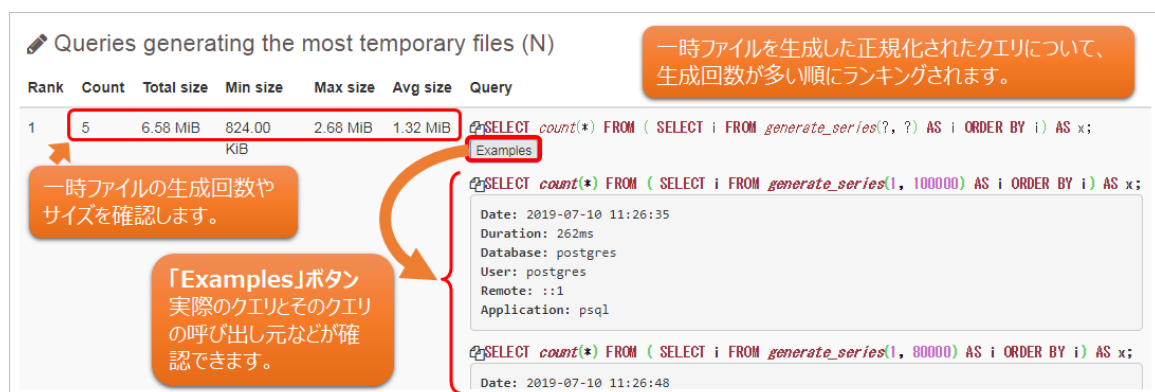 Queries generating the most temporary files (N)
一時ファイルを生成した正規化されたクエリについて、
生成回数が多い順にランキングされます。
Rank Count Total size Min size Max size Avg size Query
1 5 6.58 MiB 824.00 KiB 2.68 MiB 1.32 MiB SELECT count(*) FROM ( SELECT i FROM generate_series(?, ?) AS i ORDER BY i) AS x;
Examples
一時ファイルの生成回数や
サイズを確認します。
SELECT count(*) FROM ( SELECT i FROM generate_series(1, 100000) AS i ORDER BY i) AS x;
Date: 2019-07-10 11:26:35
Duration: 262ms
Database: postgres
User: postgres
Remote: ::1
Application: psql
「Examples」ボタン
実際のクエリとそのクエリ
の呼び出し元などが確
認できます。
SELECT count(*) FROM ( SELECT i FROM generate_series(1, 80000) AS i ORDER BY i) AS x;
Date: 2019-07-10 11:26:48